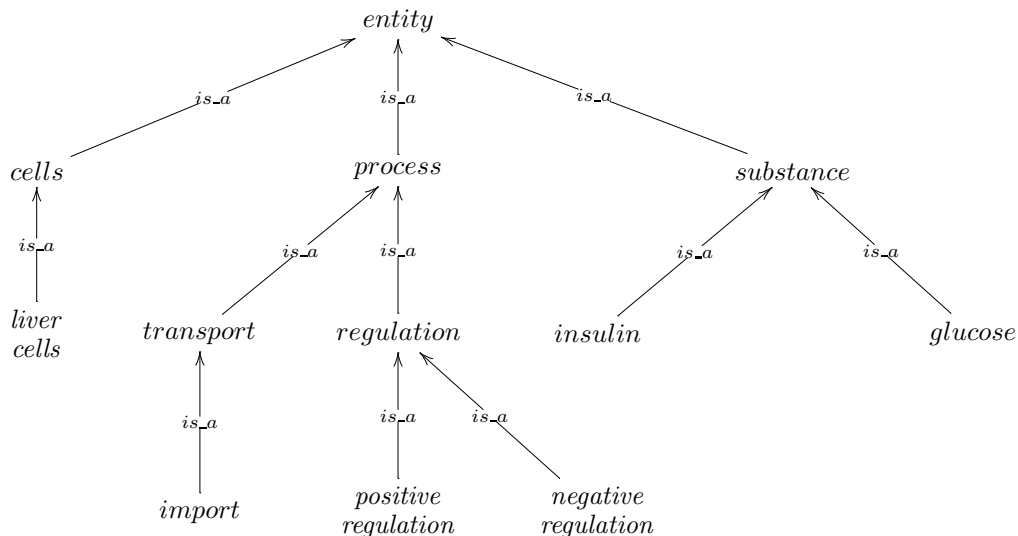 entity
is_a is_a is_a
cells process substance
is_a is_a is_a is_a is_a
liver cells transport regulation insulin glucose
is_a is_a is_a
import positive regulation negative regulation